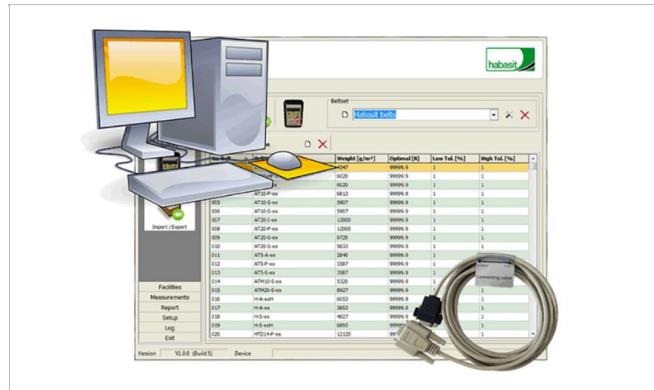 habasit
Beltset
Habasit belts
Weight [g/m²] Optimal [N] Low Tol. [%] High Tol. [%]
4347 99999.9 1 1
6020 99999.9 1 1
6020 99999.9 1 1
AT10-P-xx 6813 99999.9 1 1
005 AT10-S-xx 5907 99999.9 1 1
006 AT10-S-xx 5907 99999.9 1 1
007 AT20-I-xx 12000 99999.9 1 1
008 AT20-P-xx 12000 99999.9 1 1
009 AT20-S-xx 9720 99999.9 1 1
010 AT20-S-xx 9833 99999.9 1 1
011 AT5-A-xx 2840 99999.9 1 1
012 AT5-P-xx 3587 99999.9 1 1
013 AT5-S-xx 3587 99999.9 1 1
014 ATM10-S-xx 5320 99999.9 1
015 ATM20-S-xx 8927 99999.9 1
016 H-A-xxH 6053 99999.9 1
017 H-A-xx 3853 99999.9 1
018 H-S-xx 4827 99999.9
019 H-S-xxH 6893
020 HTD14-P-xx 12120
Import / Export
Facilities
Measurements
Report
Setup
Log
Exit
Version V1.0.0 (Build 5) Device
Connecting cable